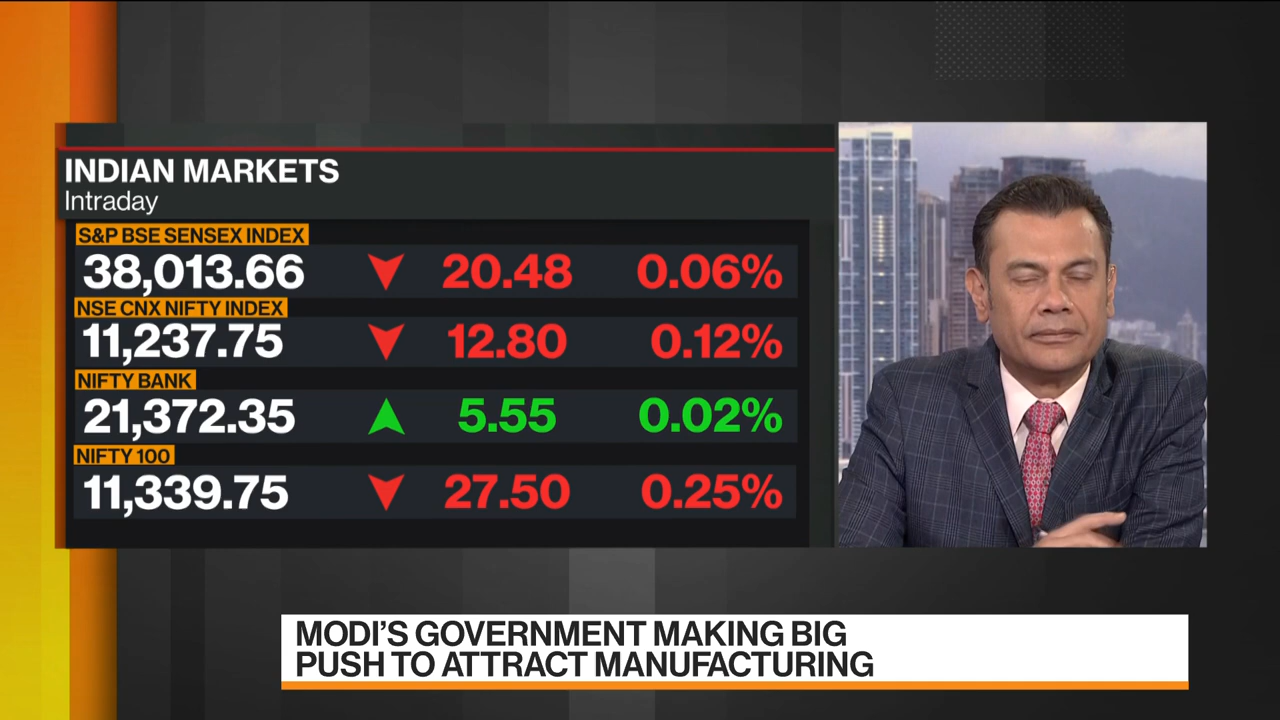 INDIAN MARKETS
Intraday
S&P BSE SENSEX INDEX
38,013.66 ▼ 20.48 0.06%
NSE CNX NIFTY INDEX
11,237.75 ▼ 12.80 0.12%
NIFTY BANK
21,372.35 ▲ 5.55 0.02%
NIFTY 100
11,339.75 ▼ 27.50 0.25%
MODI'S GOVERNMENT MAKING BIG
PUSH TO ATTRACT MANUFACTURING